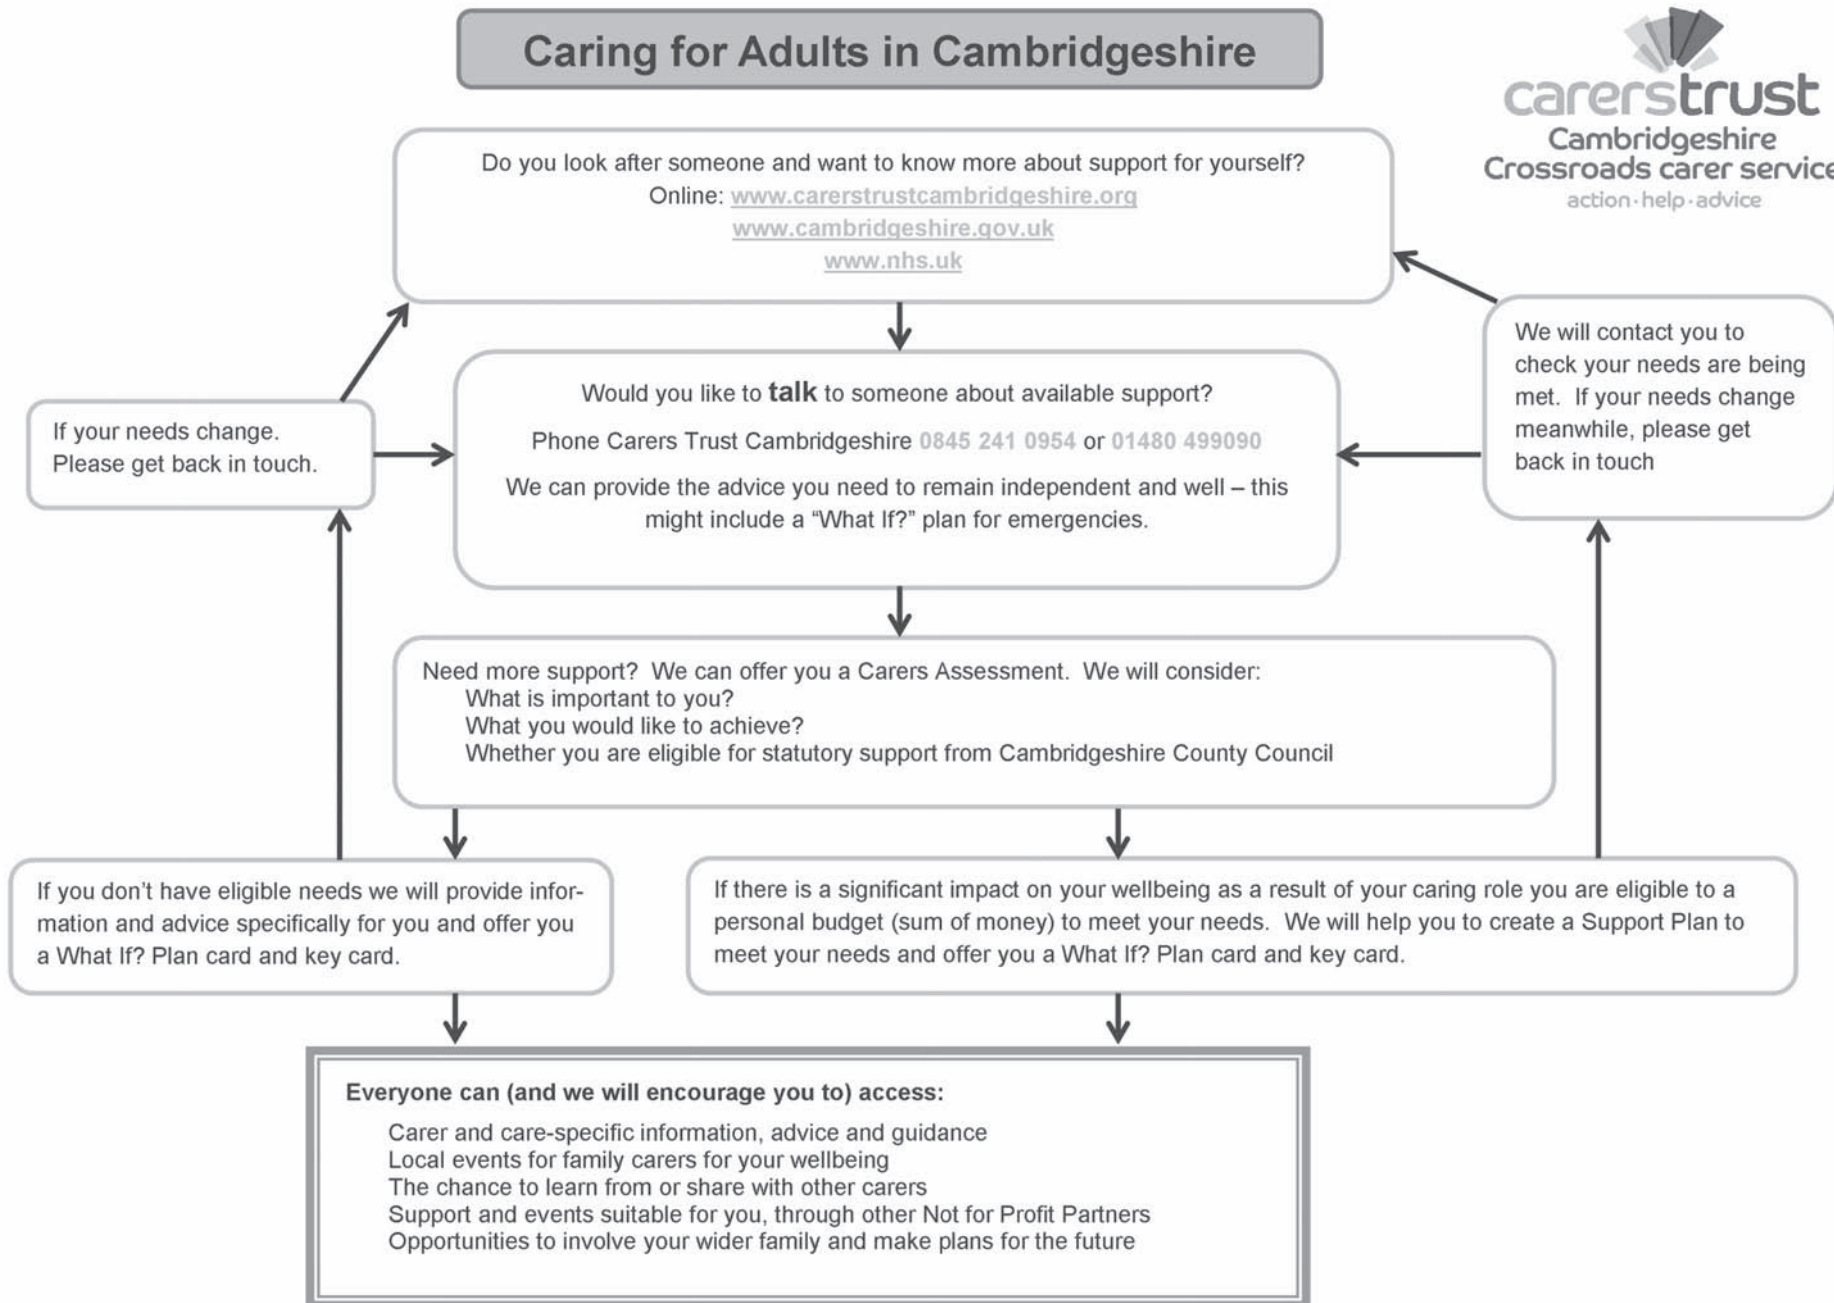 Caring for Adults in Cambridgeshire
carerstrust
Cambridgeshire
Crossroads carer service
action·help·advice
Do you look after someone and want to know more about support for yourself?
Online: www.carerstrustcambridgeshire.org
www.cambridgeshire.gov.uk
www.nhs.uk
We will contact you to
check your needs are being
met. If your needs change
meanwhile, please get
back in touch
If your needs change.
Please get back in touch.
Would you like to talk to someone about available support?
Phone Carers Trust Cambridgeshire 0845 241 0954 or 01480 499090
We can provide the advice you need to remain independent and well – this
might include a “What If?” plan for emergencies.
Need more support? We can offer you a Carers Assessment. We will consider:
What is important to you?
What you would like to achieve?
Whether you are eligible for statutory support from Cambridgeshire County Council
If you don’t have eligible needs we will provide infor-
mation and advice specifically for you and offer you
a What If? Plan card and key card.
If there is a significant impact on your wellbeing as a result of your caring role you are eligible to a
personal budget (sum of money) to meet your needs. We will help you to create a Support Plan to
meet your needs and offer you a What If? Plan card and key card.
Everyone can (and we will encourage you to) access:
Carer and care-specific information, advice and guidance
Local events for family carers for your wellbeing
The chance to learn from or share with other carers
Support and events suitable for you, through other Not for Profit Partners
Opportunities to involve your wider family and make plans for the future